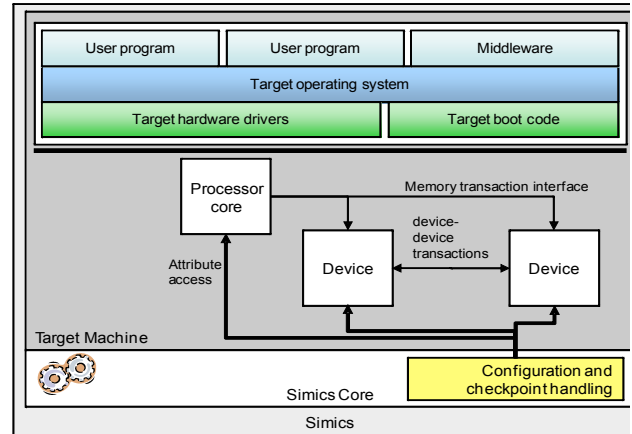 User program
User program
Middleware
Target operating system
Target hardware drivers
Target boot code
Processor
core
Memory transaction interface
device-
device
transactions
Device
Device
Attribute
access
Target Machine
Configuration and
checkpoint handling
Simics Core
Simics